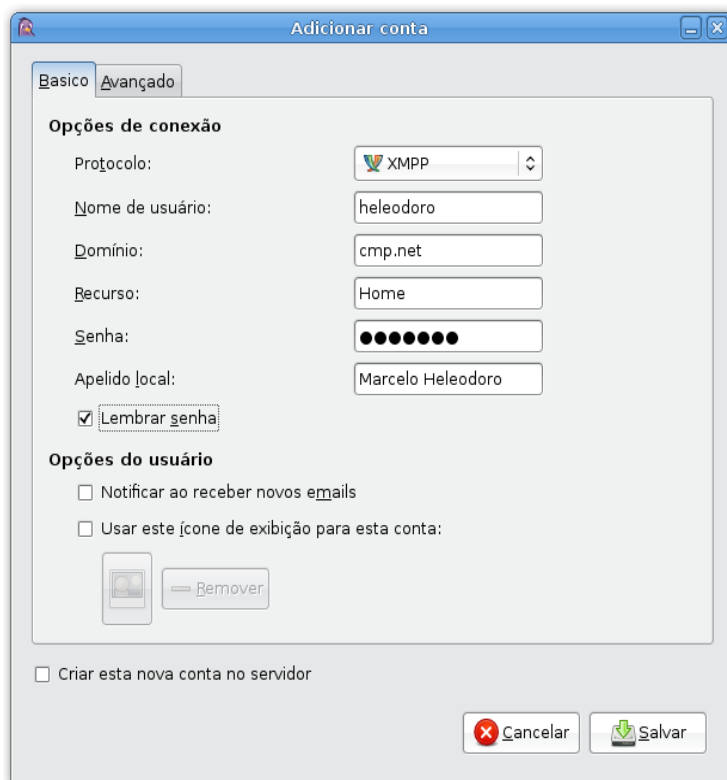 Adicionar conta
Basico Avançado
Opções de conexão
Protocolo: XMPP
Nome de usuário: heleodoro
Domínio: cmp.net
Recurso: Home
Senha: ●●●●●●●
Apelido local: Marcelo Heleodoro
Lembrar senha
Opções do usuário
Notificar ao receber novos emails
Usar este ícone de exibição para esta conta:
Remover
Criar esta nova conta no servidor
Cancelar Salvar